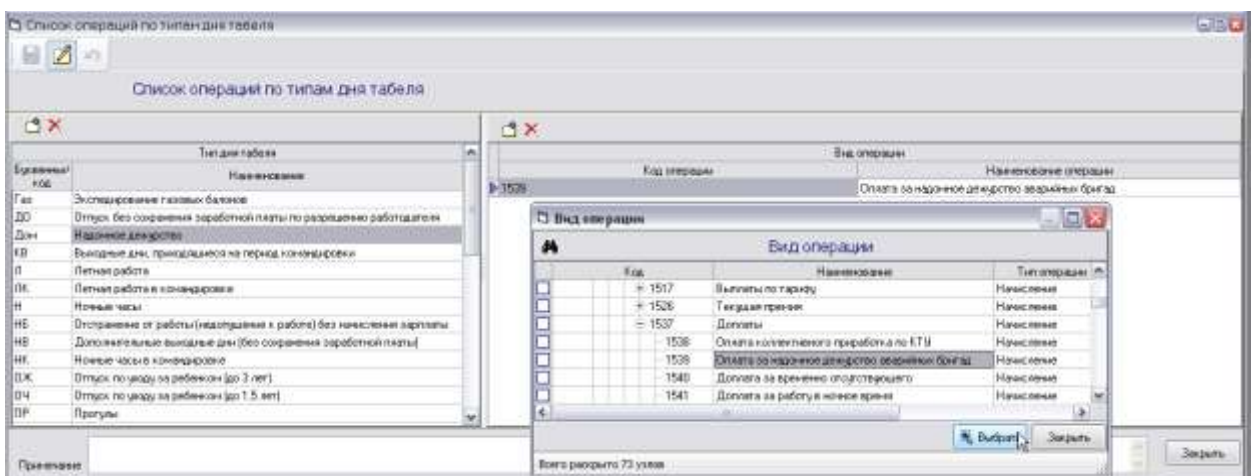 Список операций по типам дня табеля
Список операций по типам дня табеля
Тип дня табеля
Вид операции
Буквенный код
Наименование
Код операции
Наименование операции
Газ Экспедирование газовых балонов
1539 Оплата за надомное дежурство аварийных бригад
ДО Отпуск без сохранения заработной платы по разрешению работодателя
Дон Надомное дежурство
КВ Выходные дни, приходящиеся на период командировки
Л Летная работа
ЛК Летная работа в командировке
Н Ночные часы
НБ Отстранение от работы (недопущение к работе) без начисления зарплаты
НВ Дополнительные выходные дни (без сохранения заработной платы)
НК Ночные часы в командировке
ОЖ Отпуск по уходу за ребенком (до 3 лет)
ОЧ Отпуск по уходу за ребенком (до 1.5 лет)
ПР Прогулы
Примечание
Вид операции
Вид операции
Код Наименование Тип операции
1517 Выплаты по тарифу Начисление
1526 Текущая премия Начисление
1537 Доплаты Начисление
1538 Оплата коллективного приработка по КТУ Начисление
1539 Оплата за надомное дежурство аварийных бригад Начисление
1540 Доплата за временно отсутствующего Начисление
1541 Доплата за работу в ночное время Начисление
Выбрать Закрыть
Всего раскрыто 73 узлов
Закрыть